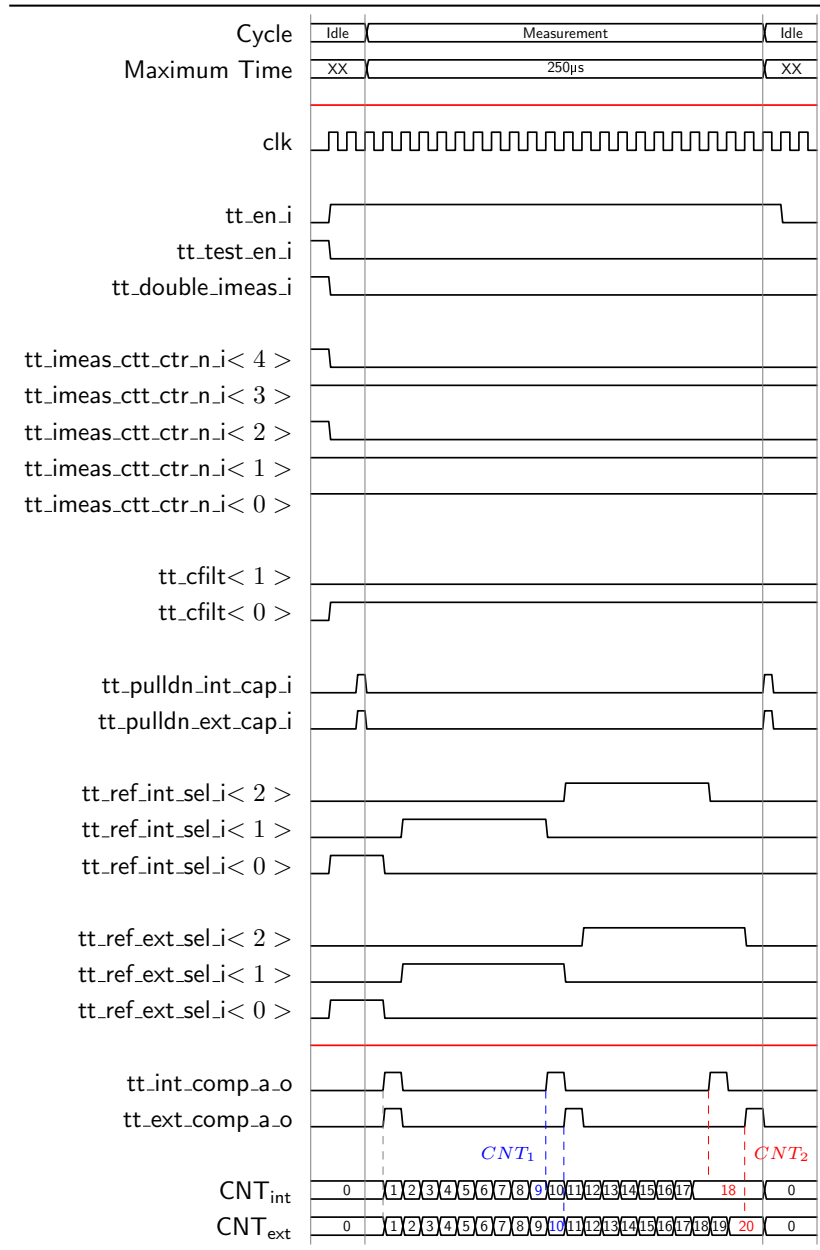 Cycle Idle Measurement Idle
Maximum Time XX 250µs XX
clk
tt_en_i
tt_test_en_i
tt_double_imeas_i
tt_imeas_ctt_ctr_n_i< 4 >
tt_imeas_ctt_ctr_n_i< 3 >
tt_imeas_ctt_ctr_n_i< 2 >
tt_imeas_ctt_ctr_n_i< 1 >
tt_imeas_ctt_ctr_n_i< 0 >
tt_cfilt< 1 >
tt_cfilt< 0 >
tt_pulldn_int_cap_i
tt_pulldn_ext_cap_i
tt_ref_int_sel_i< 2 >
tt_ref_int_sel_i< 1 >
tt_ref_int_sel_i< 0 >
tt_ref_ext_sel_i< 2 >
tt_ref_ext_sel_i< 1 >
tt_ref_ext_sel_i< 0 >
tt_int_comp_a_o
tt_ext_comp_a_o
CNT1 CNT2
CNTint 0 1 2 3 4 5 6 7 8 9 10 11 12 13 14 15 16 17 18 0
CNText 0 1 2 3 4 5 6 7 8 9 10 11 12 13 14 15 16 17 18 19 20 0